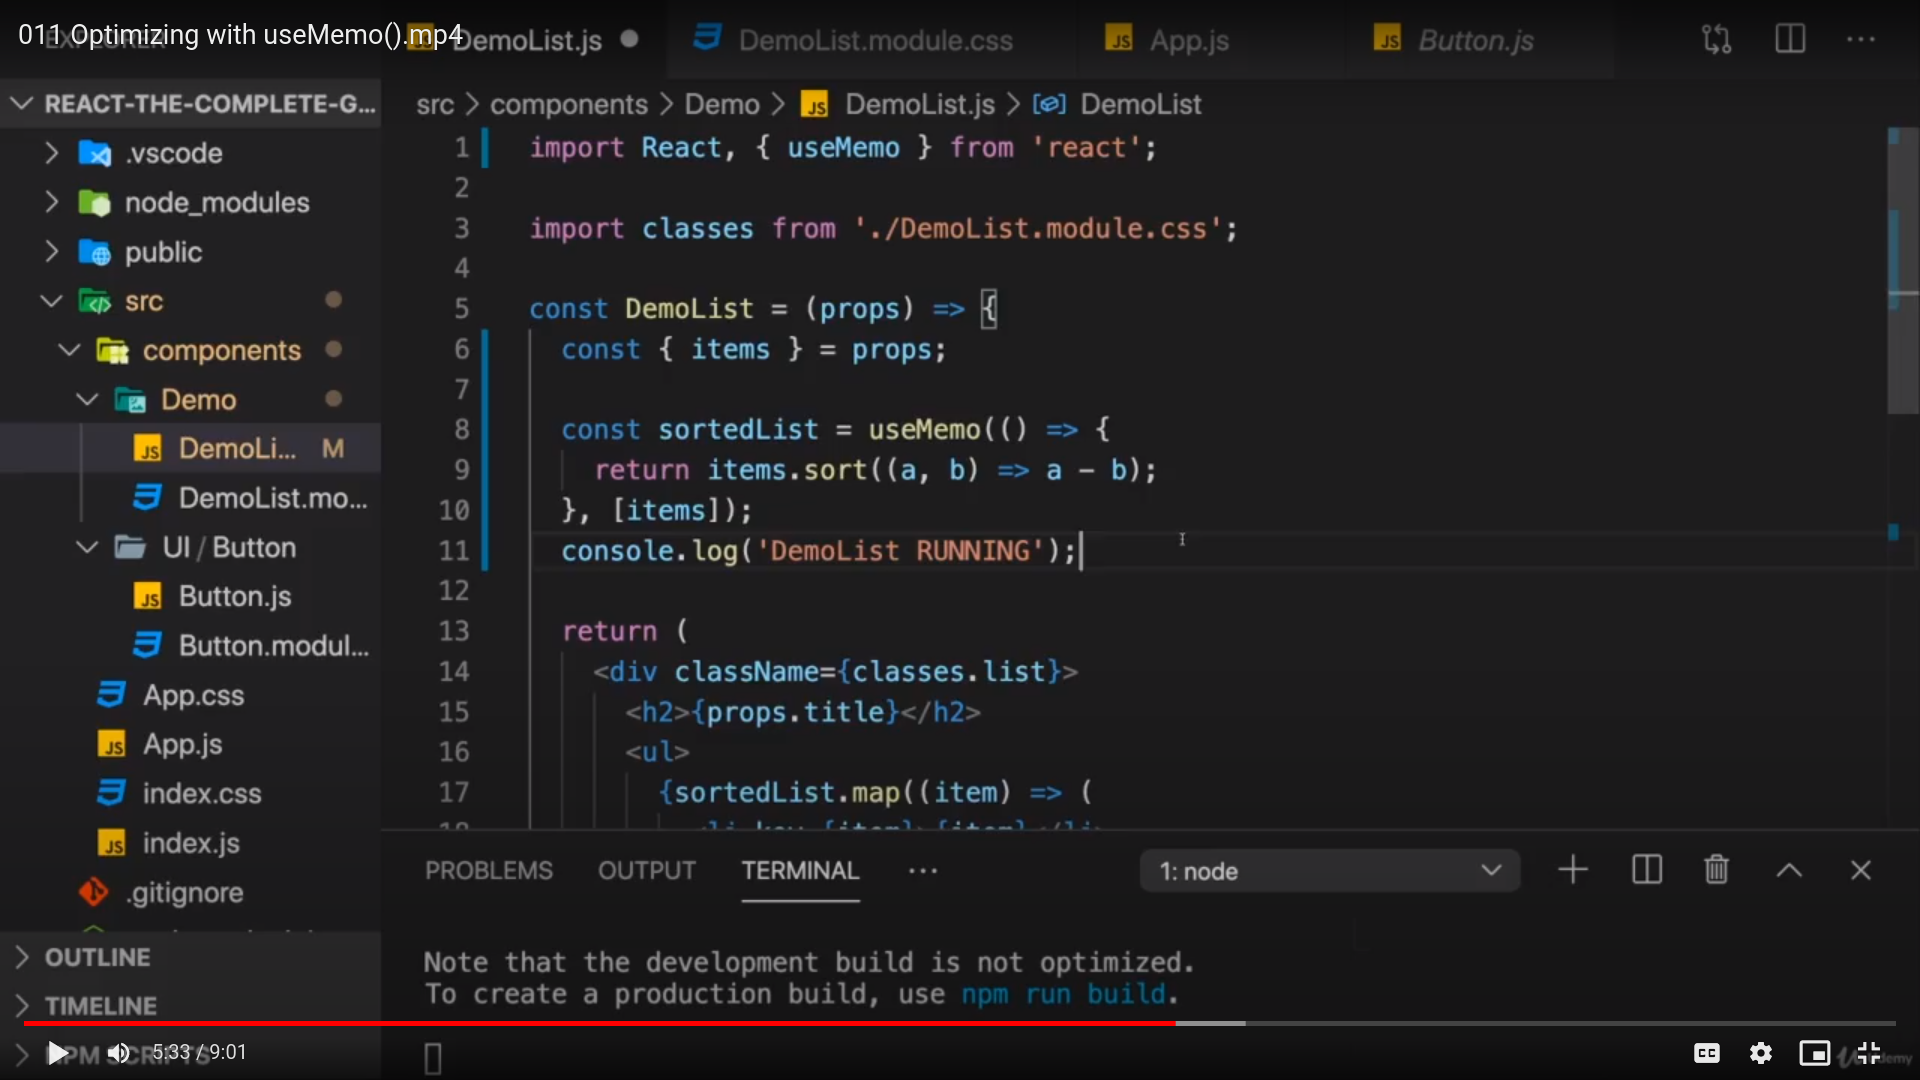 011 Optimizing with useMemo().mp4
EXPLORER
DemoList.js
DemoList.module.css
App.js
Button.js
REACT-THE-COMPLETE-G...
.vscode
node_modules
public
src
components
Demo
DemoLi... M
DemoList.mo...
UI / Button
Button.js
Button.modul...
App.css
App.js
index.css
index.js
.gitignore
OUTLINE
TIMELINE
NPM SCRIPTS
src > components > Demo > JS DemoList.js > DemoList
1 import React, { useMemo } from 'react';
2
3 import classes from './DemoList.module.css';
4
5 const DemoList = (props) => {
6 const { items } = props;
7
8 const sortedList = useMemo(() => {
9 return items.sort((a, b) => a - b);
10 }, [items]);
11 console.log('DemoList RUNNING');
12
13 return (
14 <div className={classes.list}>
15 <h2>{props.title}</h2>
16 <ul>
17 {sortedList.map((item) => (
PROBLEMS OUTPUT TERMINAL ... 1: node
Note that the development build is not optimized.
To create a production build, use npm run build.
5:33 / 9:01
CC